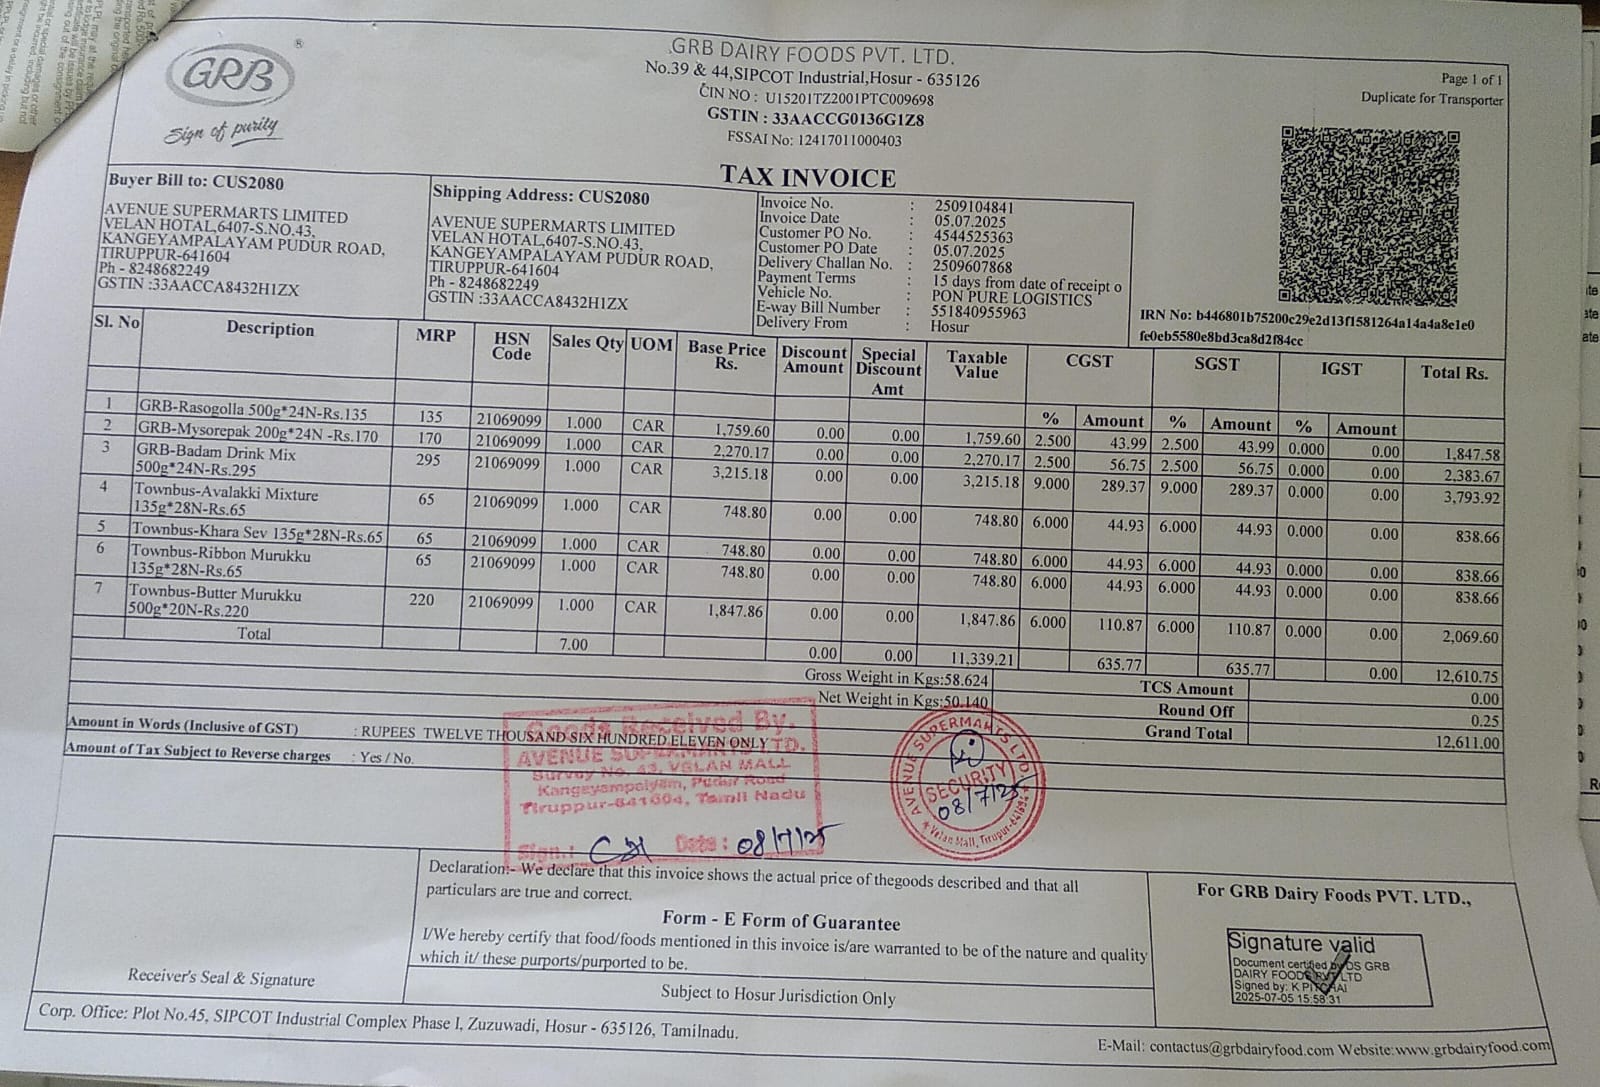 GRB
®
Sign of purity
GRB DAIRY FOODS PVT. LTD.
No.39 & 44,SIPCOT Industrial,Hosur - 635126
CIN NO : U15201TZ2001PTC009698
GSTIN : 33AACCG0136G1Z8
FSSAI No: 12417011000403
TAX INVOICE
Page 1 of 1
Duplicate for Transporter
Buyer Bill to: CUS2080
AVENUE SUPERMARTS LIMITED
VELAN HOTAL,6407-S.NO.43,
KANGEYAMPALAYAM PUDUR ROAD,
TIRUPPUR-641604
Ph - 8248682249
GSTIN :33AACCA8432H1ZX
Shipping Address: CUS2080
AVENUE SUPERMARTS LIMITED
VELAN HOTAL,6407-S.NO.43,
KANGEYAMPALAYAM PUDUR ROAD,
TIRUPPUR-641604
Ph - 8248682249
GSTIN :33AACCA8432H1ZX
Invoice No. : 2509104841
Invoice Date : 05.07.2025
Customer PO No. : 4544525363
Customer PO Date : 05.07.2025
Delivery Challan No. : 2509607868
Payment Terms : 15 days from date of receipt o
Vehicle No. : PON PURE LOGISTICS
E-way Bill Number : 551840955963
Delivery From : Hosur
IRN No: b446801b75200c29e2d13f1581264a14a4a8e1e0
fe0eb5580e8bd3ca8d2f84cc
Sl. No Description MRP HSN Code Sales Qty UOM Base Price Rs. Discount Amount Special Discount Amt Taxable Value CGST SGST IGST Total Rs.
% Amount % Amount % Amount
1 GRB-Rasogolla 500g*24N-Rs.135 135 21069099 1.000 CAR 1,759.60 0.00 0.00 1,759.60 2.500 43.99 2.500 43.99 0.000 0.00 1,847.58
2 GRB-Mysorepak 200g*24N -Rs.170 170 21069099 1.000 CAR 2,270.17 0.00 0.00 2,270.17 2.500 56.75 2.500 56.75 0.000 0.00 2,383.67
3 GRB-Badam Drink Mix 295 21069099 1.000 CAR 3,215.18 0.00 0.00 3,215.18 9.000 289.37 9.000 289.37 0.000 0.00 3,793.92
500g*24N-Rs.295
4 Townbus-Avalakki Mixture 65 21069099 1.000 CAR 748.80 0.00 0.00 748.80 6.000 44.93 6.000 44.93 0.000 0.00 838.66
135g*28N-Rs.65
5 Townbus-Khara Sev 135g*28N-Rs.65 65 21069099 1.000 CAR 748.80 0.00 0.00 748.80 6.000 44.93 6.000 44.93 0.000 0.00 838.66
6 Townbus-Ribbon Murukku 65 21069099 1.000 CAR 748.80 0.00 0.00 748.80 6.000 44.93 6.000 44.93 0.000 0.00 838.66
135g*28N-Rs.65
7 Townbus-Butter Murukku 220 21069099 1.000 CAR 1,847.86 0.00 0.00 1,847.86 6.000 110.87 6.000 110.87 0.000 0.00 2,069.60
500g*20N-Rs.220
Total 7.00 0.00 0.00 11,339.21 635.77 635.77 0.00 12,610.75
Gross Weight in Kgs:58.624
Net Weight in Kgs:50.140
TCS Amount 0.00
Round Off 0.25
Grand Total 12,611.00
Amount in Words (Inclusive of GST) : RUPEES TWELVE THOUSAND SIX HUNDRED ELEVEN ONLY
Amount of Tax Subject to Reverse charges : Yes / No.
Goods Received By.
AVENUE SUPERMARTS LTD.
Survey No. 43, VELAN MALL
Kangeyampalyam, Pudur Road
Tiruppur-641604, Tamil Nadu
Sign.: Date : 08/7/25
AVENUE SUPERMARTS LTD.
SECURITY
08/7/25
Velan Mall, Tirupur-
Declaration:- We declare that this invoice shows the actual price of thegoods described and that all
particulars are true and correct.
Form - E Form of Guarantee
I/We hereby certify that food/foods mentioned in this invoice is/are warranted to be of the nature and quality
which it/ these purports/purported to be.
Subject to Hosur Jurisdiction Only
Receiver's Seal & Signature
For GRB Dairy Foods PVT. LTD.,
Signature valid
Document certified by DS GRB
DAIRY FOODS PVT LTD
Signed by: K PITCHAI
2025-07-05 15:58:31
Corp. Office: Plot No.45, SIPCOT Industrial Complex Phase I, Zuzuwadi, Hosur - 635126, Tamilnadu.
E-Mail: contactus@grbdairyfood.com Website:www.grbdairyfood.com